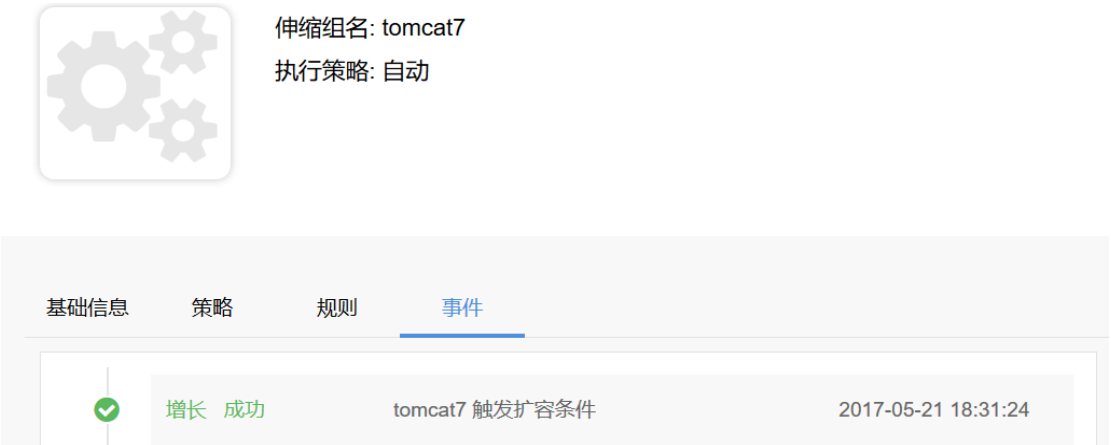 伸缩组名: tomcat7
执行策略: 自动
基础信息 策略 规则 事件
增长 成功 tomcat7 触发扩容条件 2017-05-21 18:31:24